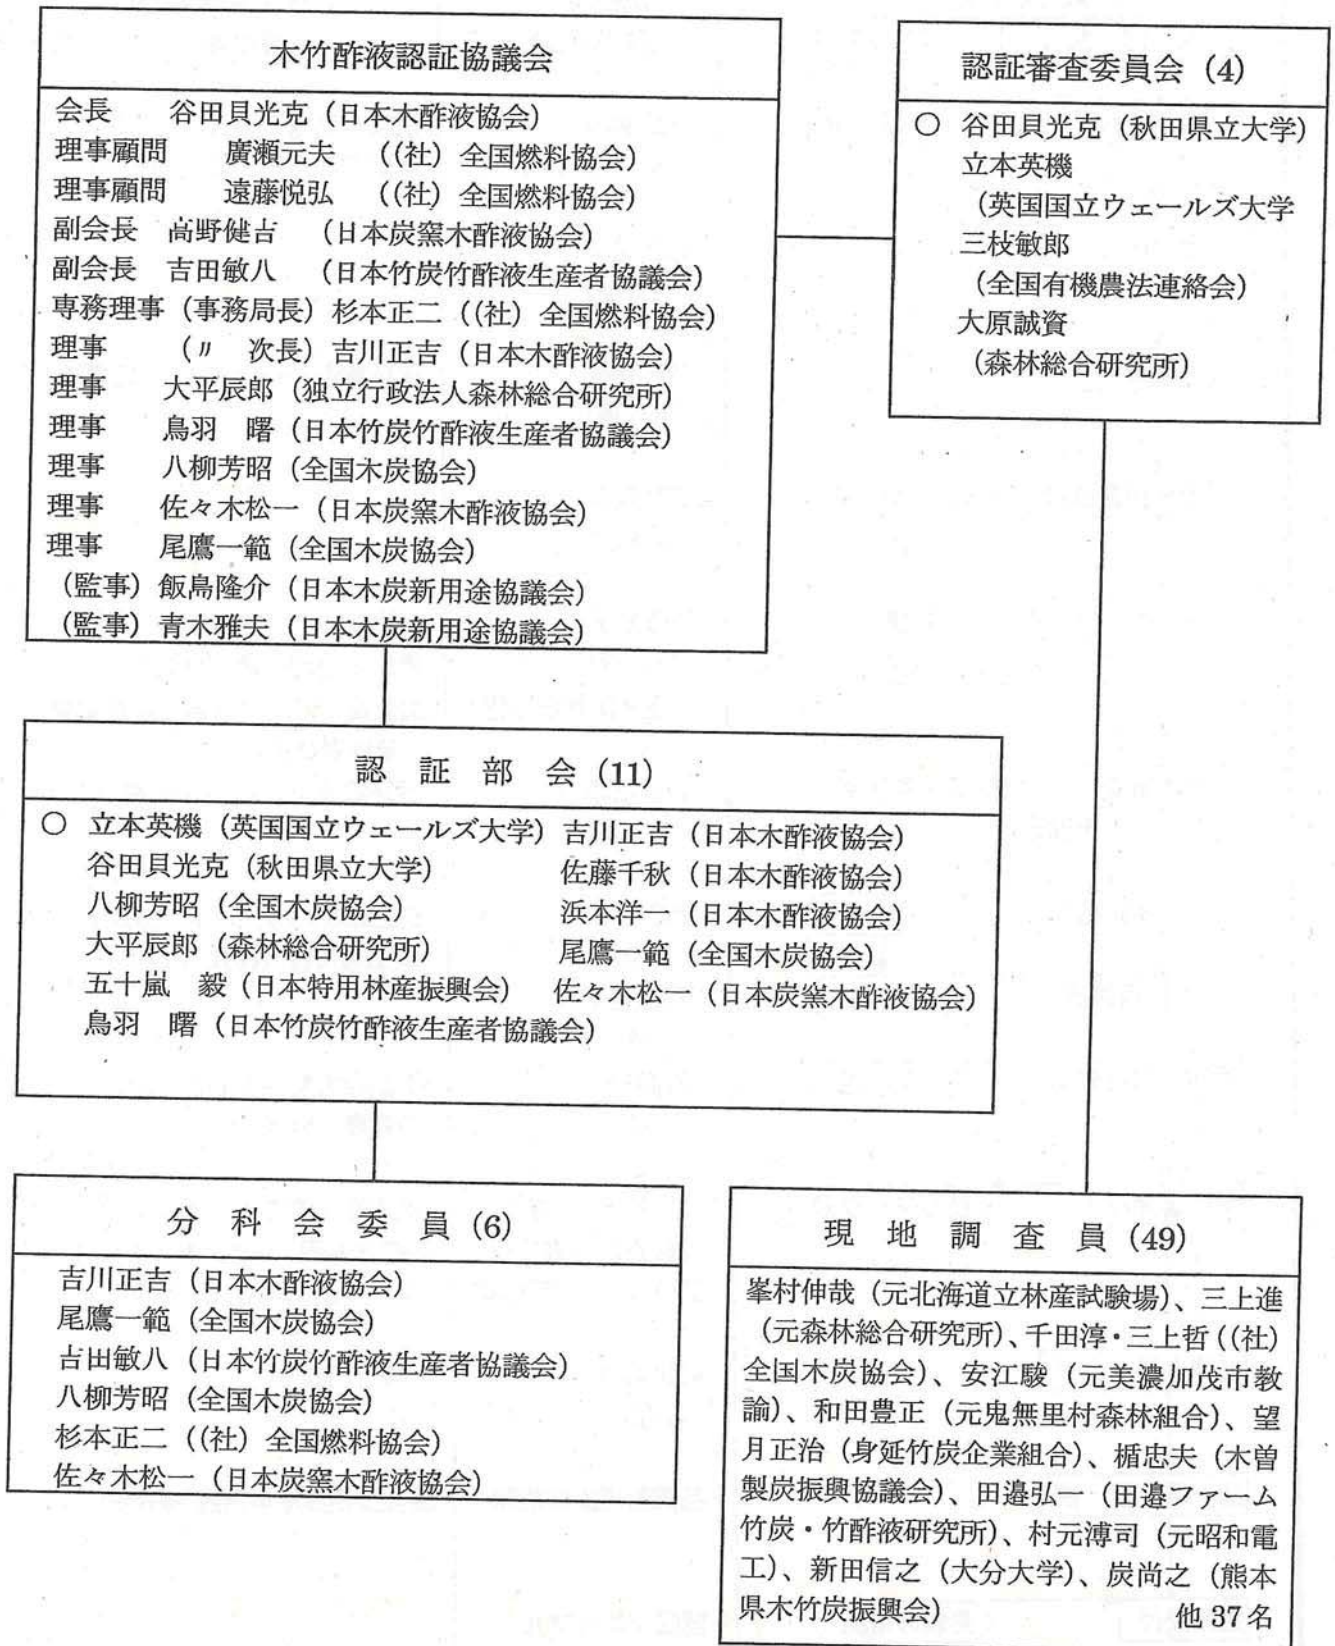 木竹酢液認証協議会
会長 谷田貝光克（日本木酢液協会）
理事顧問 廣瀬元夫 （(社) 全国燃料協会）
理事顧問 遠藤悦弘 （(社) 全国燃料協会）
副会長 高野健吉 （日本炭窯木酢液協会）
副会長 吉田敏八 （日本竹炭竹酢液生産者協議会）
専務理事（事務局長）杉本正二（(社) 全国燃料協会）
理事 （〃 次長）吉川正吉（日本木酢液協会）
理事 大平辰郎（独立行政法人森林総合研究所）
理事 鳥羽 曙（日本竹炭竹酢液生産者協議会）
理事 八柳芳昭（全国木炭協会）
理事 佐々木松一（日本炭窯木酢液協会）
理事 尾鷹一範（全国木炭協会）
（監事）飯島隆介（日本木炭新用途協議会）
（監事）青木雅夫（日本木炭新用途協議会）
認証審査委員会（4）
○ 谷田貝光克（秋田県立大学）
立本英機
（英国国立ウェールズ大学
三枝敏郎
（全国有機農法連絡会）
大原誠資
（森林総合研究所）
認証部会（11）
○ 立本英機（英国国立ウェールズ大学）吉川正吉（日本木酢液協会）
谷田貝光克（秋田県立大学） 佐藤千秋（日本木酢液協会）
八柳芳昭（全国木炭協会） 浜本洋一（日本木酢液協会）
大平辰郎（森林総合研究所） 尾鷹一範（全国木炭協会）
五十嵐 毅（日本特用林産振興会） 佐々木松一（日本炭窯木酢液協会）
鳥羽 曙（日本竹炭竹酢液生産者協議会）
分科会委員（6）
吉川正吉（日本木酢液協会）
尾鷹一範（全国木炭協会）
吉田敏八（日本竹炭竹酢液生産者協議会）
八柳芳昭（全国木炭協会）
杉本正二（(社) 全国燃料協会）
佐々木松一（日本炭窯木酢液協会）
現地調査員（49）
峯村伸哉（元北海道立林産試験場）、三上進
（元森林総合研究所）、千田淳・三上哲（(社)
全国木炭協会）、安江駿（元美濃加茂市教
諭）、和田豊正（元鬼無里村森林組合）、望
月正治（身延竹炭企業組合）、楯忠夫（木曽
製炭振興協議会）、田邉弘一（田邉ファーム
竹炭・竹酢液研究所）、村元溥司（元昭和電
工）、新田信之（大分大学）、炭尚之（熊本
県木竹炭振興会） 他 37 名